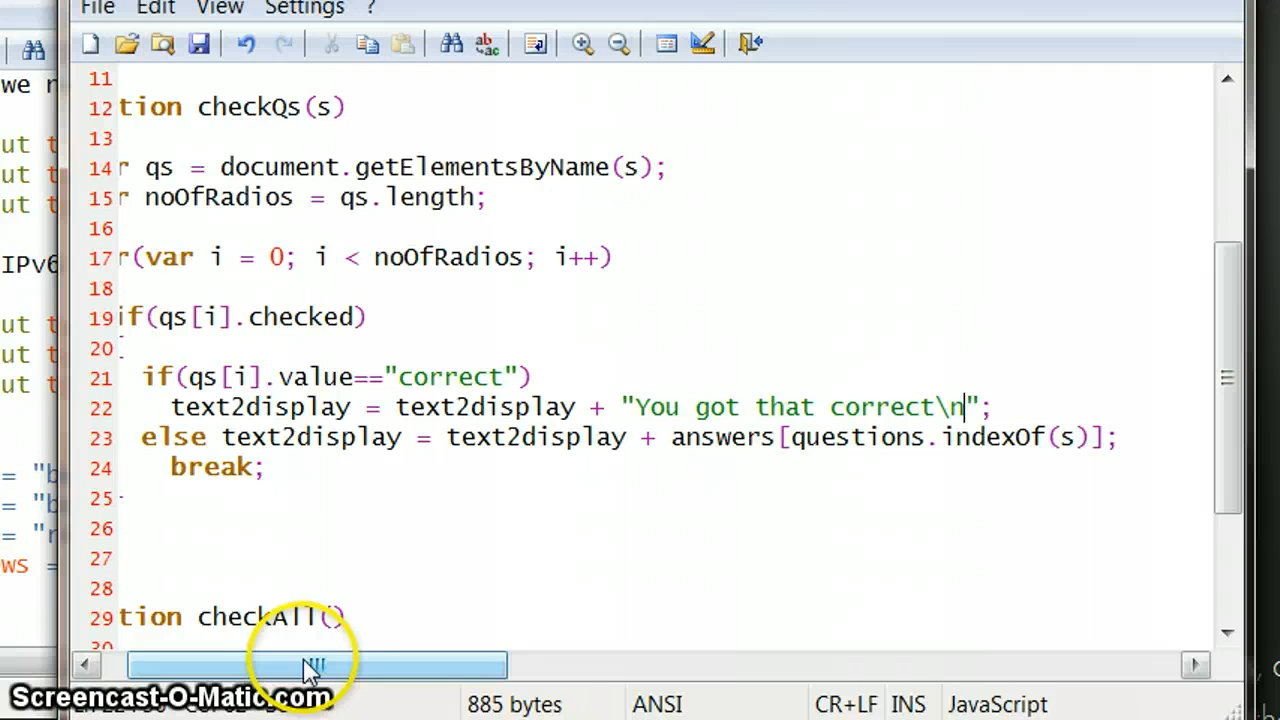 File Edit View Settings ?
we n
ut t
ut t
ut t
IPv6
ut t
ut t
ut t
= "b
= "b
= "r
ws =
11
12 tion checkQs(s)
13
14 r qs = document.getElementsByName(s);
15 r noOfRadios = qs.length;
16
17 r(var i = 0; i < noOfRadios; i++)
18
19 if(qs[i].checked)
20
21 if(qs[i].value=="correct")
22 text2display = text2display + "You got that correct\n";
23 else text2display = text2display + answers[questions.indexOf(s)];
24 break;
25
26
27
28
29 tion checkAll()
30
Screencast-O-Matic.com
885 bytes ANSI CR+LF INS JavaScript